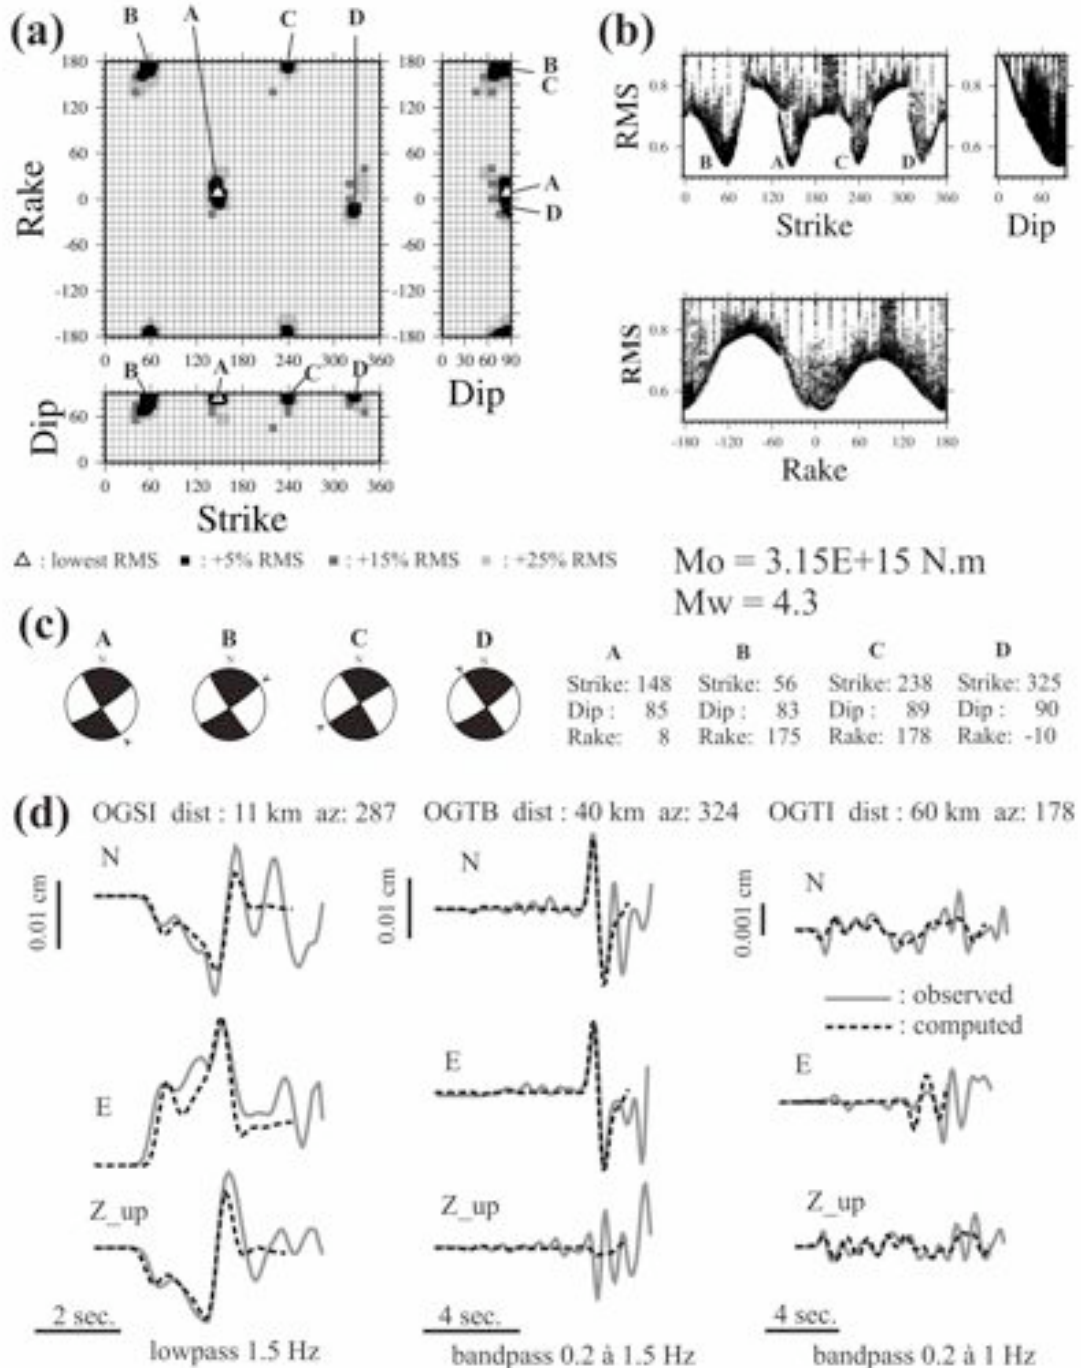 (a)
B A C D
180
120
60
0
-60
-120
-180
Rake
0 60 120 180 240 300 360
180
120
60
0
-60
-120
-180
B
C
A
D
0 30 60 90
Dip
B A C D
60
0
Dip
0 60 120 180 240 300 360
Strike
△ : lowest RMS ■ : +5% RMS ■ : +15% RMS ■ : +25% RMS
(b)
RMS
0.8
0.6
B A C D
0 60 120 180 240 300 360
Strike
0.8
0.6
0 60
Dip
RMS
0.8
0.6
-180 -120 -60 0 60 120 180
Rake
Mo = 3.15E+15 N.m
Mw = 4.3
(c)
A B C D
N N N N
A B C D
Strike: 148 Strike: 56 Strike: 238 Strike: 325
Dip : 85 Dip : 83 Dip : 89 Dip : 90
Rake: 8 Rake: 175 Rake: 178 Rake: -10
(d)
OGSI dist : 11 km az: 287
OGTB dist : 40 km az: 324
OGTI dist : 60 km az: 178
N
0.01 cm
E
Z_up
2 sec.
lowpass 1.5 Hz
N
0.01 cm
E
Z_up
4 sec.
bandpass 0.2 à 1.5 Hz
N
0.001 cm
: observed
: computed
E
Z_up
4 sec.
bandpass 0.2 à 1 Hz